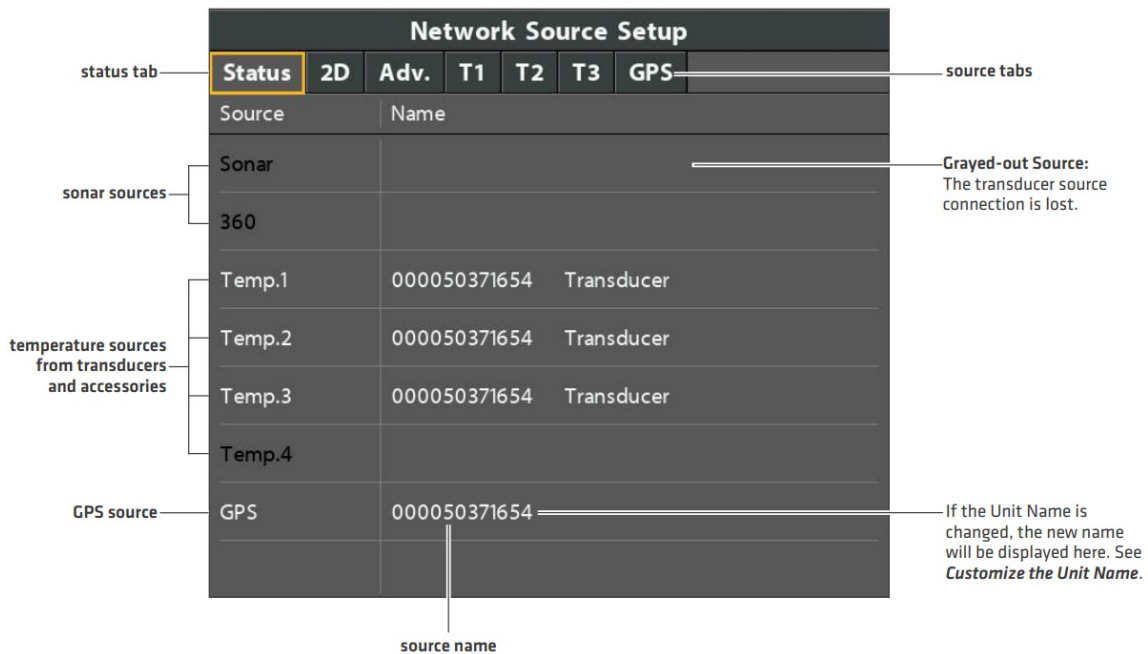 Network Source Setup
status tab
Status 2D Adv. T1 T2 T3 GPS
source tabs
Source Name
Sonar
360
sonar sources
Grayed-out Source:
The transducer source
connection is lost.
Temp.1 000050371654 Transducer
Temp.2 000050371654 Transducer
Temp.3 000050371654 Transducer
Temp.4
temperature sources
from transducers
and accessories
GPS source
GPS 000050371654
If the Unit Name is
changed, the new name
will be displayed here. See
Customize the Unit Name.
source name